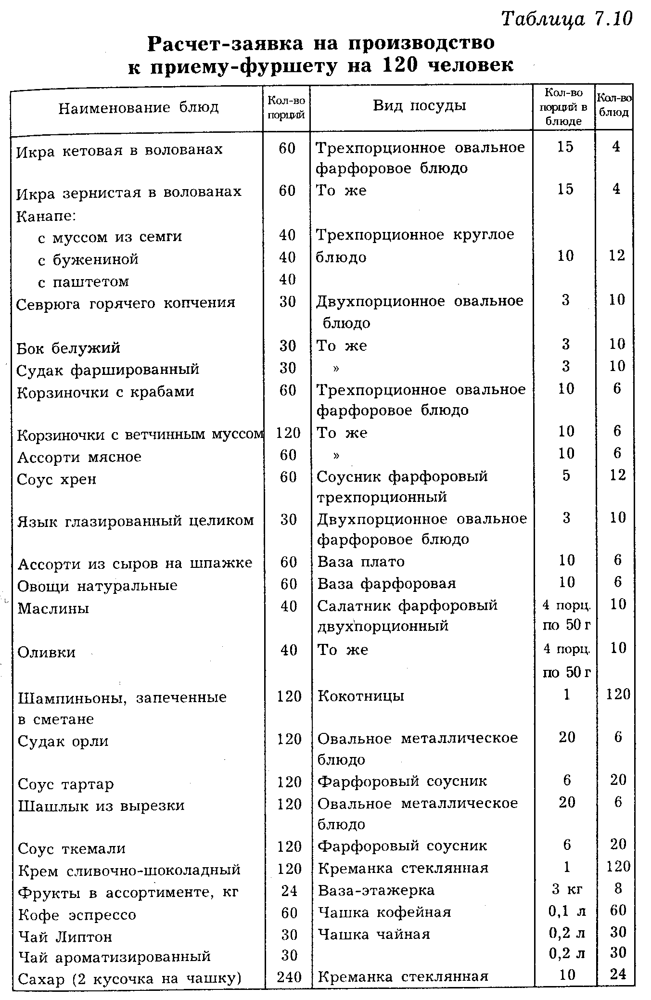 Таблица 7.10
Расчет-заявка на производство
к приему-фуршету на 120 человек
Наименование блюд Кол-во порций Вид посуды Кол-во порций в блюде Кол-во блюд
Икра кетовая в волованах 60 Трехпорционное овальное 15 4
фарфоровое блюдо
Икра зернистая в волованах 60 То же 15 4
Канапе:
с муссом из семги 40 Трехпорционное круглое
с бужениной 40 блюдо 10 12
с паштетом 40
Севрюга горячего копчения 30 Двухпорционное овальное 3 10
блюдо
Бок белужий 30 То же 3 10
Судак фаршированный 30 » 3 10
Корзиночки с крабами 60 Трехпорционное овальное 10 6
фарфоровое блюдо
Корзиночки с ветчинным муссом 120 То же 10 6
Ассорти мясное 60 » 10 6
Соус хрен 60 Соусник фарфоровый 5 12
трехпорционный
Язык глазированный целиком 30 Двухпорционное овальное 3 10
фарфоровое блюдо
Ассорти из сыров на шпажке 60 Ваза плато 10 6
Овощи натуральные 60 Ваза фарфоровая 10 6
Маслины 40 Салатник фарфоровый 4 порц. 10
двухпорционный по 50 г
Оливки 40 То же 4 порц. 10
по 50 г
Шампиньоны, запеченные 120 Кокотницы 1 120
в сметане
Судак орли 120 Овальное металлическое 20 6
блюдо
Соус тартар 120 Фарфоровый соусник 6 20
Шашлык из вырезки 120 Овальное металлическое 20 6
блюдо
Соус ткемали 120 Фарфоровый соусник 6 20
Крем сливочно-шоколадный 120 Креманка стеклянная 1 120
Фрукты в ассортименте, кг 24 Ваза-этажерка 3 кг 8
Кофе эспрессо 60 Чашка кофейная 0,1 л 60
Чай Липтон 30 Чашка чайная 0,2 л 30
Чай ароматизированный 30 0,2 л 30
Сахар (2 кусочка на чашку) 240 Креманка стеклянная 10 24